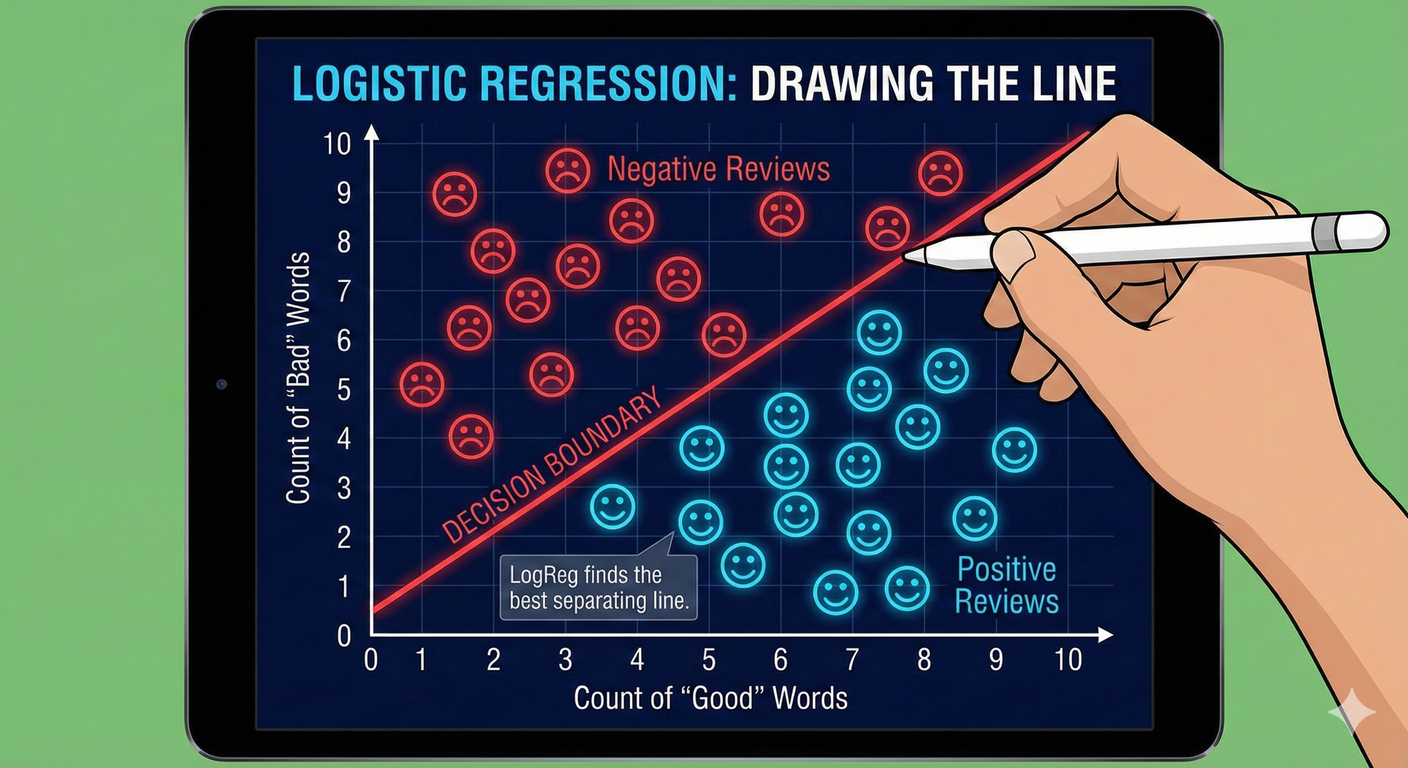 LOGISTIC REGRESSION: DRAWING THE LINE
Negative Reviews
10
9
8
7
6
5
4
3
2
1
0
Count of “Bad” Words
DECISION BOUNDARY
LogReg finds the
best separating line.
Positive
Reviews
0 1 2 3 4 5 6 7 8 9 10
Count of “Good” Words